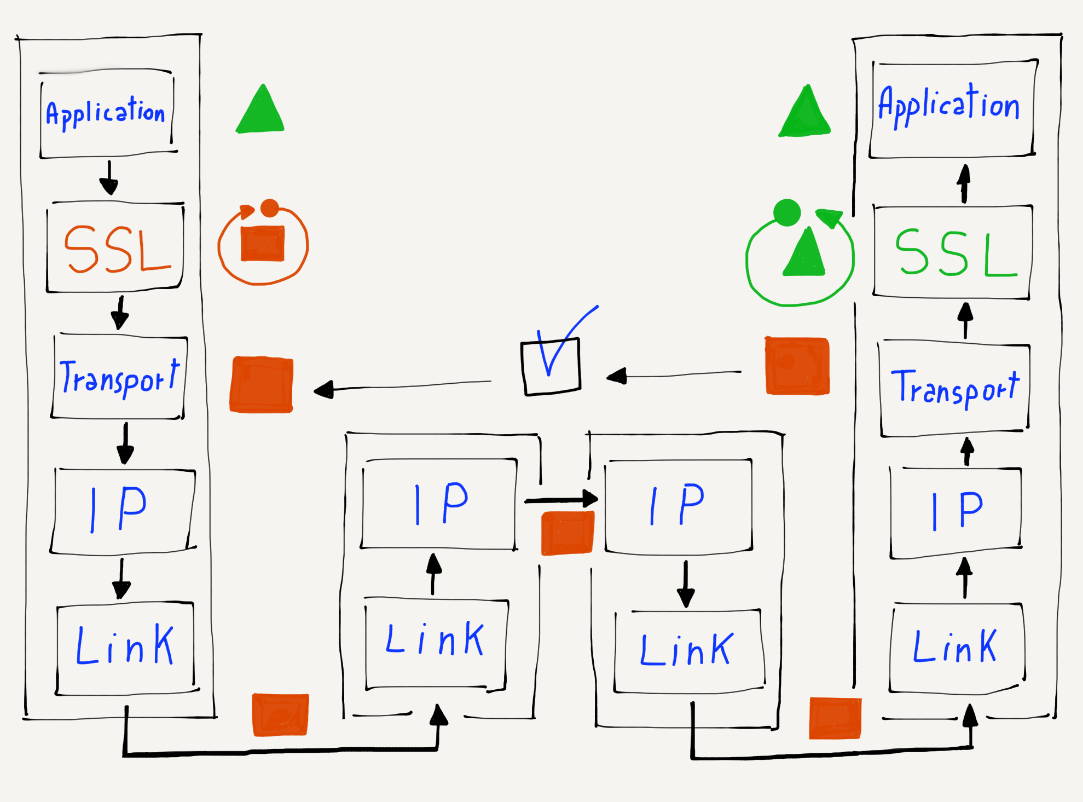 Application
SSL
Transport
IP
Link
IP
Link
IP
Link
Application
SSL
Transport
IP
Link